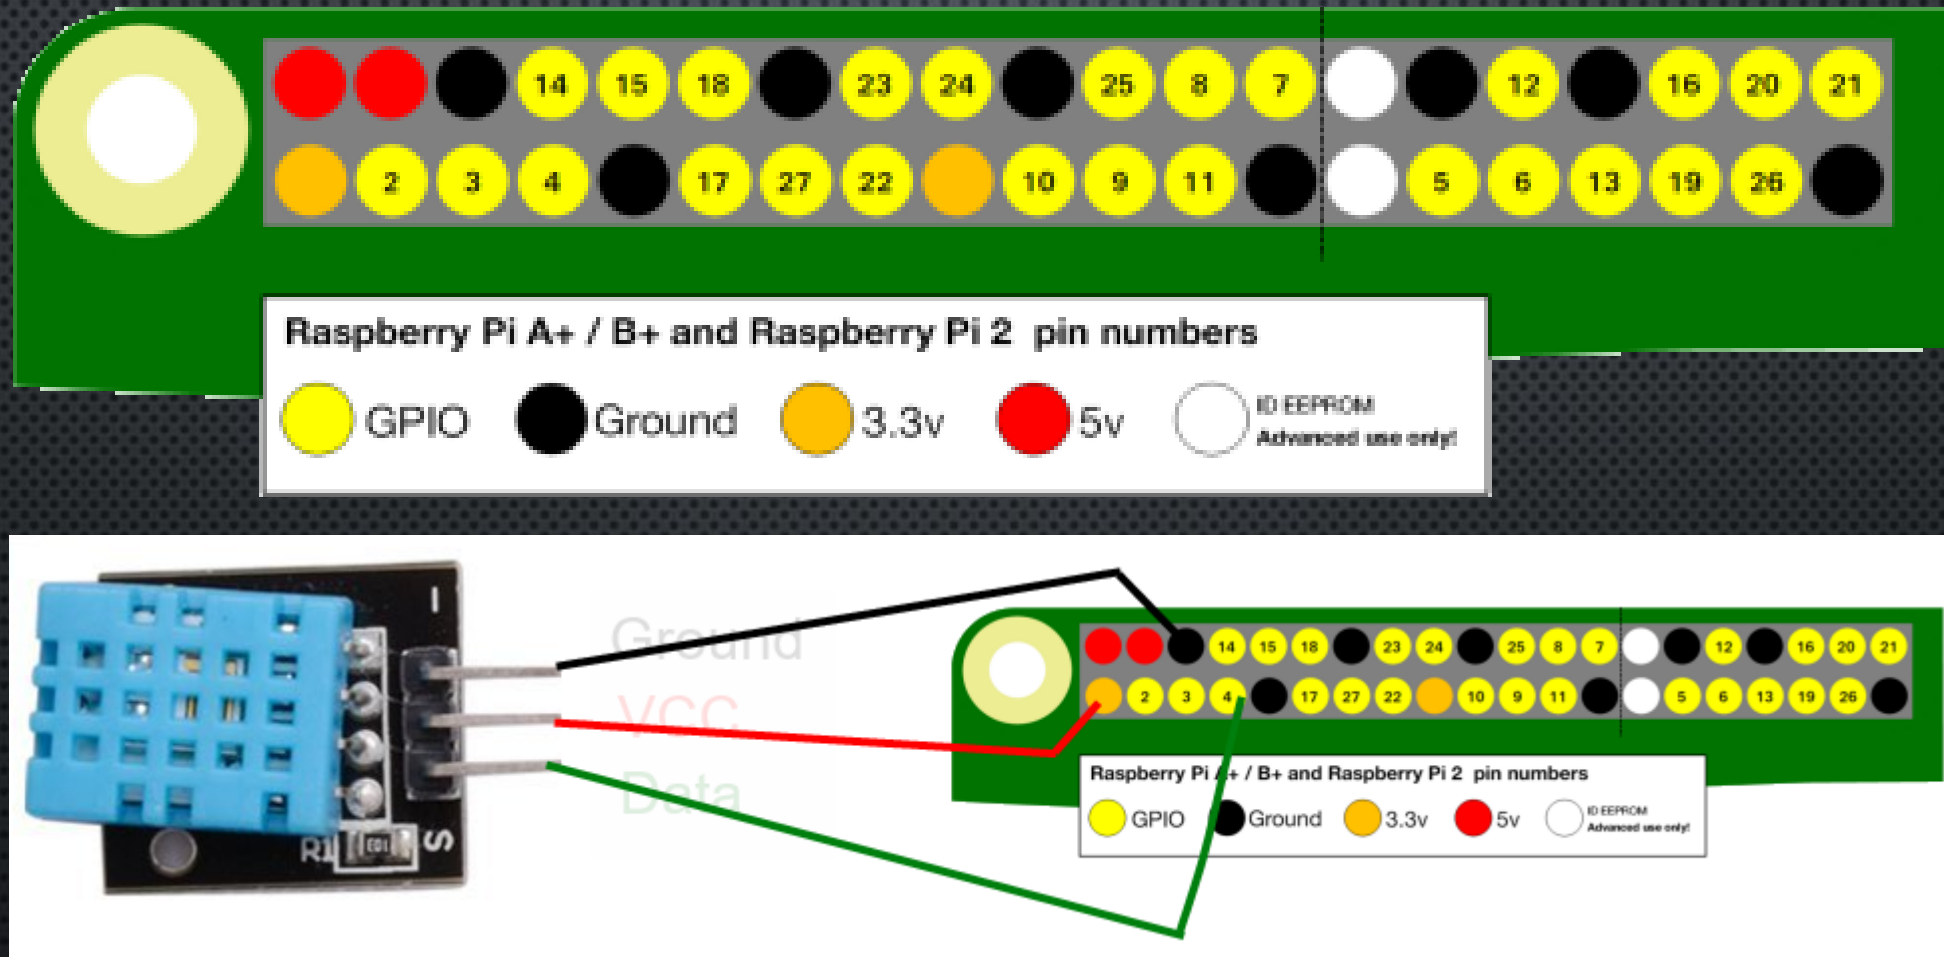 14 15 18 23 24 25 8 7 12 16 20 21
2 3 4 17 27 22 10 9 11 5 6 13 19 26
Raspberry Pi A+ / B+ and Raspberry Pi 2 pin numbers
GPIO Ground 3.3v 5v ID EEPROM
Advanced use only!
Ground
VCC
Data
R1 E01 S
14 15 18 23 24 25 8 7 12 16 20 21
2 3 4 17 27 22 10 9 11 5 6 13 19 26
Raspberry Pi A+ / B+ and Raspberry Pi 2 pin numbers
GPIO Ground 3.3v 5v ID EEPROM
Advanced use only!